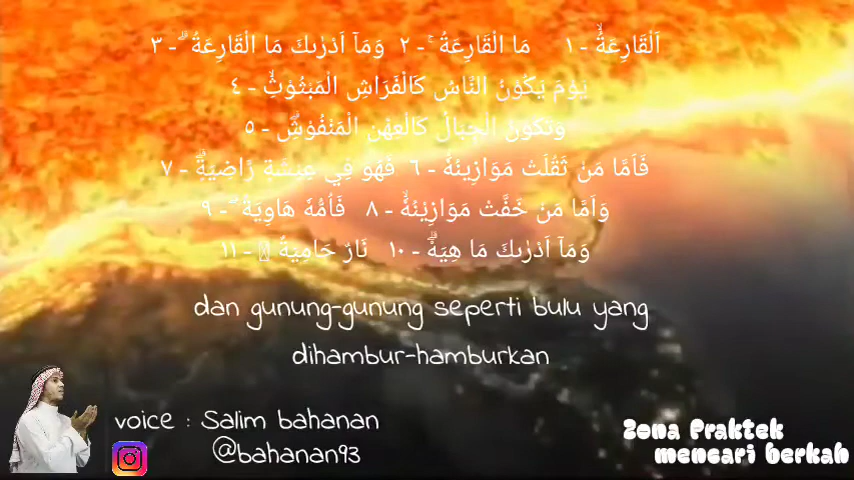 اَلْقَارِعَةُۙ - ١ مَا الْقَارِعَةُ ۚ - ٢ وَمَآ اَدْرٰىكَ مَا الْقَارِعَةُ ۗ - ٣
يَوْمَ يَكُوْنُ النَّاسُ كَالْفَرَاشِ الْمَبْثُوْثِۙ - ٤
وَتَكُوْنُ الْجِبَالُ كَالْعِهْنِ الْمَنْفُوْشِۗ - ٥
فَاَمَّا مَنْ ثَقُلَتْ مَوَازِينُهٗ - ٦ فَهُوَ فِي عِيْشَةٍ رَّاضِيَةٍۗ - ٧
وَاَمَّا مَنْ خَفَّتْ مَوَازِيْنُهٗۙ - ٨ فَاُمُّهٗ هَاوِيَةٌ ۗ - ٩
وَمَآ اَدْرٰىكَ مَا هِيَهْۗ - ١٠ نَارٌ حَامِيَةٌ - ١١
dan gunung-gunung seperti bulu yang
dihambur-hamburkan
voice : Salim bahanan
@bahanan93
Zona Praktek
mencari berkah